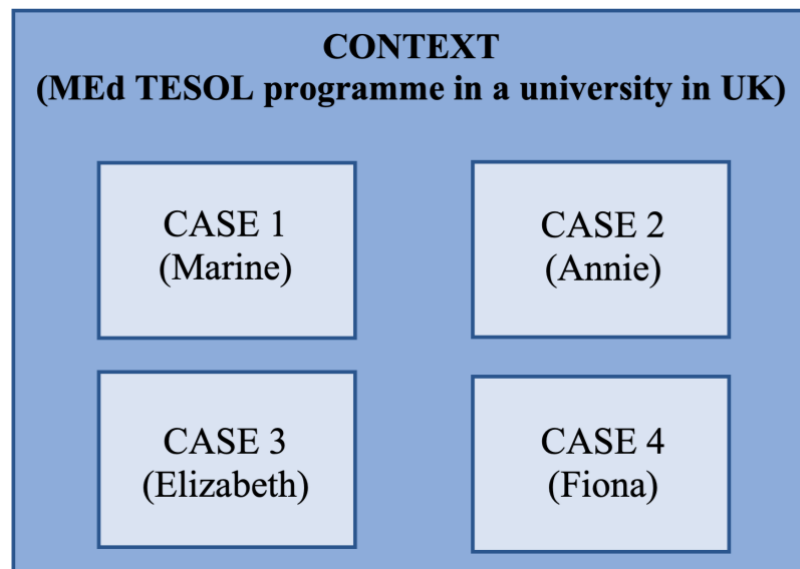 CONTEXT
(MEd TESOL programme in a university in UK)
CASE 1
(Marine)
CASE 2
(Annie)
CASE 3
(Elizabeth)
CASE 4
(Fiona)